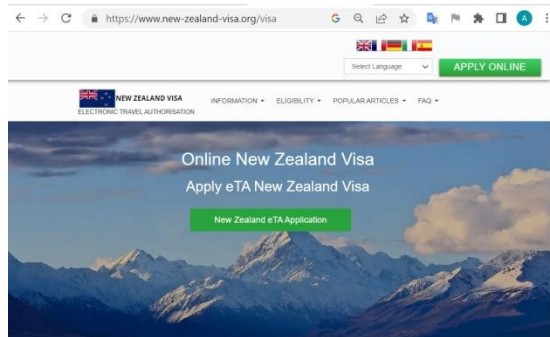 https://www.new-zealand-visa.org/visa
Select Language
APPLY ONLINE
NEW ZEALAND VISA
ELECTRONIC TRAVEL AUTHORISATION
INFORMATION
ELIGIBILITY
POPULAR ARTICLES
FAQ
Online New Zealand Visa
Apply eTA New Zealand Visa
New Zealand eTA Application